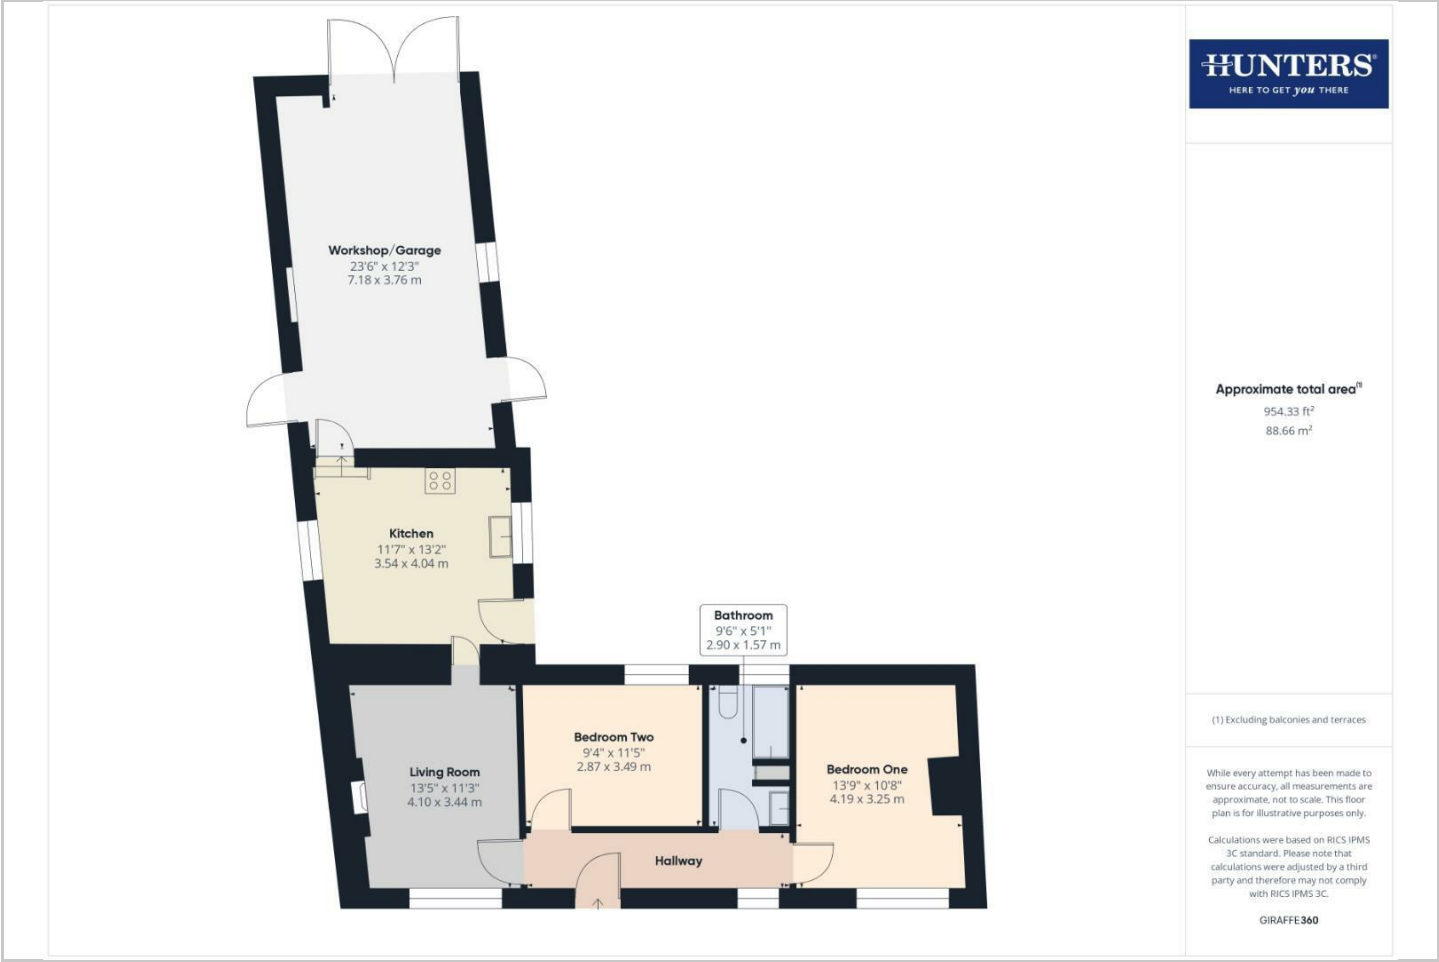 Workshop/Garage
23'6" x 12'3"
7.18 x 3.76 m
Kitchen
11'7" x 13'2"
3.54 x 4.04 m
Bathroom
9'6" x 5'1"
2.90 x 1.57 m
Living Room
13'5" x 11'3"
4.10 x 3.44 m
Bedroom Two
9'4" x 11'5"
2.87 x 3.49 m
Bedroom One
13'9" x 10'8"
4.19 x 3.25 m
Hallway
HUNTERS®
HERE TO GET you THERE
Approximate total area⁽¹⁾
954.33 ft²
88.66 m²
(1) Excluding balconies and terraces
While every attempt has been made to
ensure accuracy, all measurements are
approximate, not to scale. This floor
plan is for illustrative purposes only.
Calculations were based on RICS IPMS
3C standard. Please note that
calculations were adjusted by a third
party and therefore may not comply
with RICS IPMS 3C.
GIRAFFE360